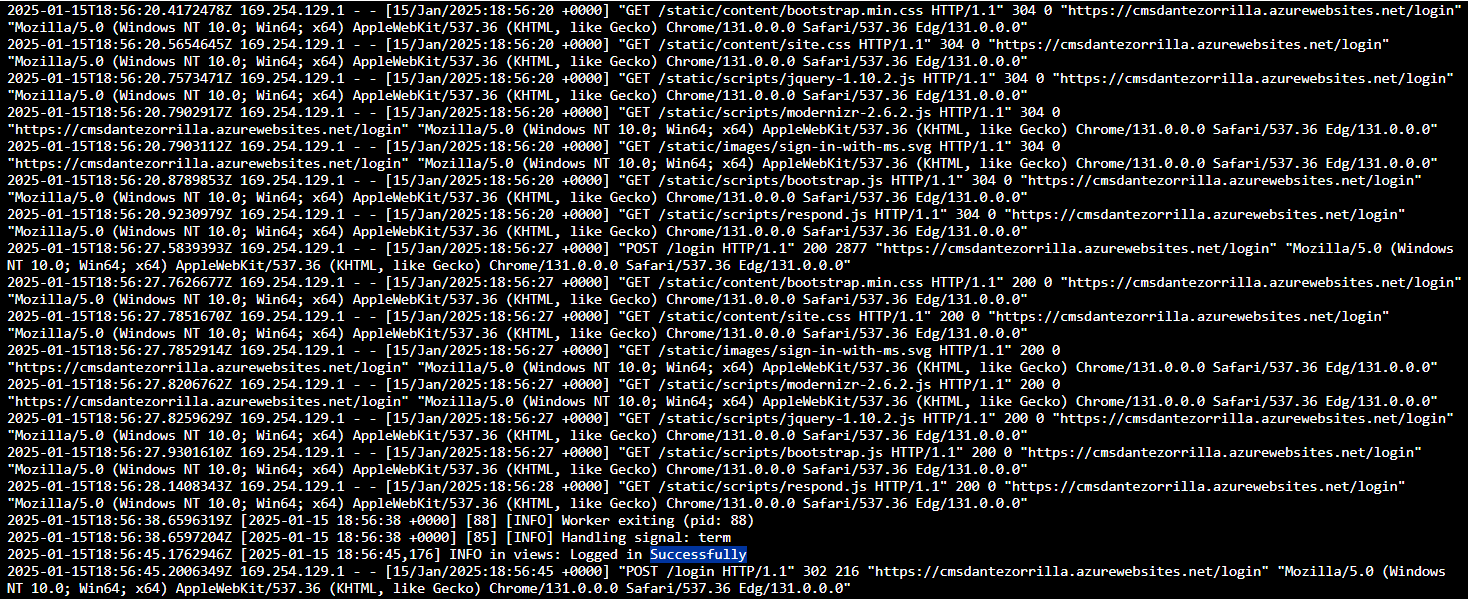 2025-01-15T18:56:20.4172478Z 169.254.129.1 - - [15/Jan/2025:18:56:20 +0000] "GET /static/content/bootstrap.min.css HTTP/1.1" 304 0 "https://cmsdantezorrilla.azurewebsites.net/login"
"Mozilla/5.0 (Windows NT 10.0; Win64; x64) AppleWebKit/537.36 (KHTML, like Gecko) Chrome/131.0.0.0 Safari/537.36 Edg/131.0.0.0"
2025-01-15T18:56:20.5654645Z 169.254.129.1 - - [15/Jan/2025:18:56:20 +0000] "GET /static/content/site.css HTTP/1.1" 304 0 "https://cmsdantezorrilla.azurewebsites.net/login"
"Mozilla/5.0 (Windows NT 10.0; Win64; x64) AppleWebKit/537.36 (KHTML, like Gecko) Chrome/131.0.0.0 Safari/537.36 Edg/131.0.0.0"
2025-01-15T18:56:20.7573471Z 169.254.129.1 - - [15/Jan/2025:18:56:20 +0000] "GET /static/scripts/jquery-1.10.2.js HTTP/1.1" 304 0 "https://cmsdantezorrilla.azurewebsites.net/login"
"Mozilla/5.0 (Windows NT 10.0; Win64; x64) AppleWebKit/537.36 (KHTML, like Gecko) Chrome/131.0.0.0 Safari/537.36 Edg/131.0.0.0"
2025-01-15T18:56:20.7902917Z 169.254.129.1 - - [15/Jan/2025:18:56:20 +0000] "GET /static/scripts/modernizr-2.6.2.js HTTP/1.1" 304 0
"https://cmsdantezorrilla.azurewebsites.net/login" "Mozilla/5.0 (Windows NT 10.0; Win64; x64) AppleWebKit/537.36 (KHTML, like Gecko) Chrome/131.0.0.0 Safari/537.36 Edg/131.0.0.0"
2025-01-15T18:56:20.7903112Z 169.254.129.1 - - [15/Jan/2025:18:56:20 +0000] "GET /static/images/sign-in-with-ms.svg HTTP/1.1" 304 0
"https://cmsdantezorrilla.azurewebsites.net/login" "Mozilla/5.0 (Windows NT 10.0; Win64; x64) AppleWebKit/537.36 (KHTML, like Gecko) Chrome/131.0.0.0 Safari/537.36 Edg/131.0.0.0"
2025-01-15T18:56:20.8789853Z 169.254.129.1 - - [15/Jan/2025:18:56:20 +0000] "GET /static/scripts/bootstrap.js HTTP/1.1" 304 0 "https://cmsdantezorrilla.azurewebsites.net/login"
"Mozilla/5.0 (Windows NT 10.0; Win64; x64) AppleWebKit/537.36 (KHTML, like Gecko) Chrome/131.0.0.0 Safari/537.36 Edg/131.0.0.0"
2025-01-15T18:56:20.9230979Z 169.254.129.1 - - [15/Jan/2025:18:56:20 +0000] "GET /static/scripts/respond.js HTTP/1.1" 304 0 "https://cmsdantezorrilla.azurewebsites.net/login"
"Mozilla/5.0 (Windows NT 10.0; Win64; x64) AppleWebKit/537.36 (KHTML, like Gecko) Chrome/131.0.0.0 Safari/537.36 Edg/131.0.0.0"
2025-01-15T18:56:27.5839393Z 169.254.129.1 - - [15/Jan/2025:18:56:27 +0000] "POST /login HTTP/1.1" 200 2877 "https://cmsdantezorrilla.azurewebsites.net/login" "Mozilla/5.0 (Windows
NT 10.0; Win64; x64) AppleWebKit/537.36 (KHTML, like Gecko) Chrome/131.0.0.0 Safari/537.36 Edg/131.0.0.0"
2025-01-15T18:56:27.7626677Z 169.254.129.1 - - [15/Jan/2025:18:56:27 +0000] "GET /static/content/bootstrap.min.css HTTP/1.1" 200 0 "https://cmsdantezorrilla.azurewebsites.net/login"
"Mozilla/5.0 (Windows NT 10.0; Win64; x64) AppleWebKit/537.36 (KHTML, like Gecko) Chrome/131.0.0.0 Safari/537.36 Edg/131.0.0.0"
2025-01-15T18:56:27.7851670Z 169.254.129.1 - - [15/Jan/2025:18:56:27 +0000] "GET /static/content/site.css HTTP/1.1" 200 0 "https://cmsdantezorrilla.azurewebsites.net/login"
"Mozilla/5.0 (Windows NT 10.0; Win64; x64) AppleWebKit/537.36 (KHTML, like Gecko) Chrome/131.0.0.0 Safari/537.36 Edg/131.0.0.0"
2025-01-15T18:56:27.7852914Z 169.254.129.1 - - [15/Jan/2025:18:56:27 +0000] "GET /static/images/sign-in-with-ms.svg HTTP/1.1" 200 0
"https://cmsdantezorrilla.azurewebsites.net/login" "Mozilla/5.0 (Windows NT 10.0; Win64; x64) AppleWebKit/537.36 (KHTML, like Gecko) Chrome/131.0.0.0 Safari/537.36 Edg/131.0.0.0"
2025-01-15T18:56:27.8206762Z 169.254.129.1 - - [15/Jan/2025:18:56:27 +0000] "GET /static/scripts/modernizr-2.6.2.js HTTP/1.1" 200 0
"https://cmsdantezorrilla.azurewebsites.net/login" "Mozilla/5.0 (Windows NT 10.0; Win64; x64) AppleWebKit/537.36 (KHTML, like Gecko) Chrome/131.0.0.0 Safari/537.36 Edg/131.0.0.0"
2025-01-15T18:56:27.8259629Z 169.254.129.1 - - [15/Jan/2025:18:56:27 +0000] "GET /static/scripts/jquery-1.10.2.js HTTP/1.1" 200 0 "https://cmsdantezorrilla.azurewebsites.net/login"
"Mozilla/5.0 (Windows NT 10.0; Win64; x64) AppleWebKit/537.36 (KHTML, like Gecko) Chrome/131.0.0.0 Safari/537.36 Edg/131.0.0.0"
2025-01-15T18:56:27.9301610Z 169.254.129.1 - - [15/Jan/2025:18:56:27 +0000] "GET /static/scripts/bootstrap.js HTTP/1.1" 200 0 "https://cmsdantezorrilla.azurewebsites.net/login"
"Mozilla/5.0 (Windows NT 10.0; Win64; x64) AppleWebKit/537.36 (KHTML, like Gecko) Chrome/131.0.0.0 Safari/537.36 Edg/131.0.0.0"
2025-01-15T18:56:28.1408343Z 169.254.129.1 - - [15/Jan/2025:18:56:28 +0000] "GET /static/scripts/respond.js HTTP/1.1" 200 0 "https://cmsdantezorrilla.azurewebsites.net/login"
"Mozilla/5.0 (Windows NT 10.0; Win64; x64) AppleWebKit/537.36 (KHTML, like Gecko) Chrome/131.0.0.0 Safari/537.36 Edg/131.0.0.0"
2025-01-15T18:56:38.6596319Z [2025-01-15 18:56:38 +0000] [88] [INFO] Worker exiting (pid: 88)
2025-01-15T18:56:38.6597204Z [2025-01-15 18:56:38 +0000] [85] [INFO] Handling signal: term
2025-01-15T18:56:45.1762946Z [2025-01-15 18:56:45,176] INFO in views: Logged in Successfully
2025-01-15T18:56:45.2006349Z 169.254.129.1 - - [15/Jan/2025:18:56:45 +0000] "POST /login HTTP/1.1" 302 216 "https://cmsdantezorrilla.azurewebsites.net/login" "Mozilla/5.0 (Windows
NT 10.0; Win64; x64) AppleWebKit/537.36 (KHTML, like Gecko) Chrome/131.0.0.0 Safari/537.36 Edg/131.0.0.0"